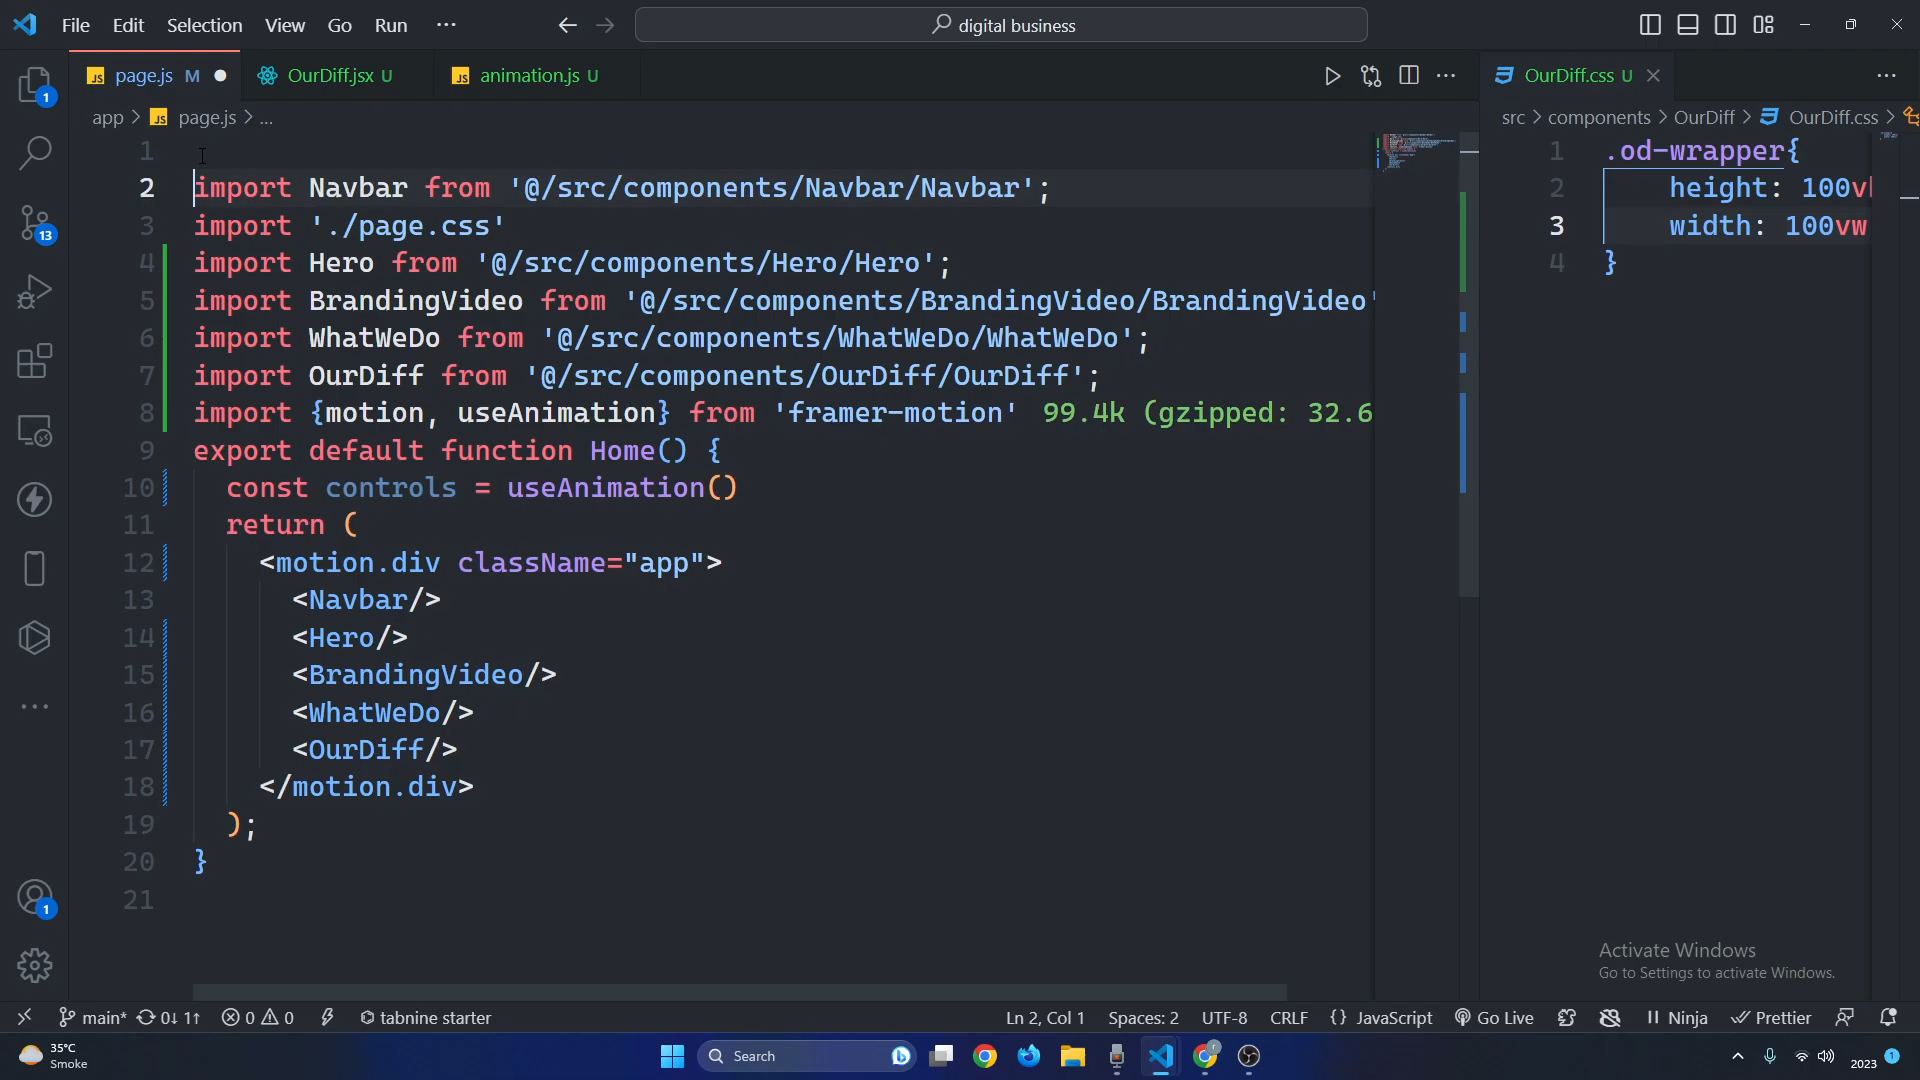 File Edit Selection View Go Run ···
digital business
JS page.js M
OurDiff.jsx U
JS animation.js U
OurDiff.css U
app > JS page.js > ...
src > components > OurDiff > OurDiff.css >
1
2 import Navbar from '@/src/components/Navbar/Navbar';
3 import './page.css'
4 import Hero from '@/src/components/Hero/Hero';
5 import BrandingVideo from '@/src/components/BrandingVideo/BrandingVideo'
6 import WhatWeDo from '@/src/components/WhatWeDo/WhatWeDo';
7 import OurDiff from '@/src/components/OurDiff/OurDiff';
8 import {motion, useAnimation} from 'framer-motion' 99.4k (gzipped: 32.6
9 export default function Home() {
10 const controls = useAnimation()
11 return (
12 <motion.div className="app">
13 <Navbar/>
14 <Hero/>
15 <BrandingVideo/>
16 <WhatWeDo/>
17 <OurDiff/>
18 </motion.div>
19 );
20 }
21
1 .od-wrapper{
2 height: 100v
3 width: 100vw
4 }
1
13
1
Activate Windows
Go to Settings to activate Windows.
main* 0↓ 1↑ 0 0 tabnine starter
Ln 2, Col 1 Spaces: 2 UTF-8 CRLF {} JavaScript Go Live Ninja Prettier
35°C
Smoke
Search
2023 1